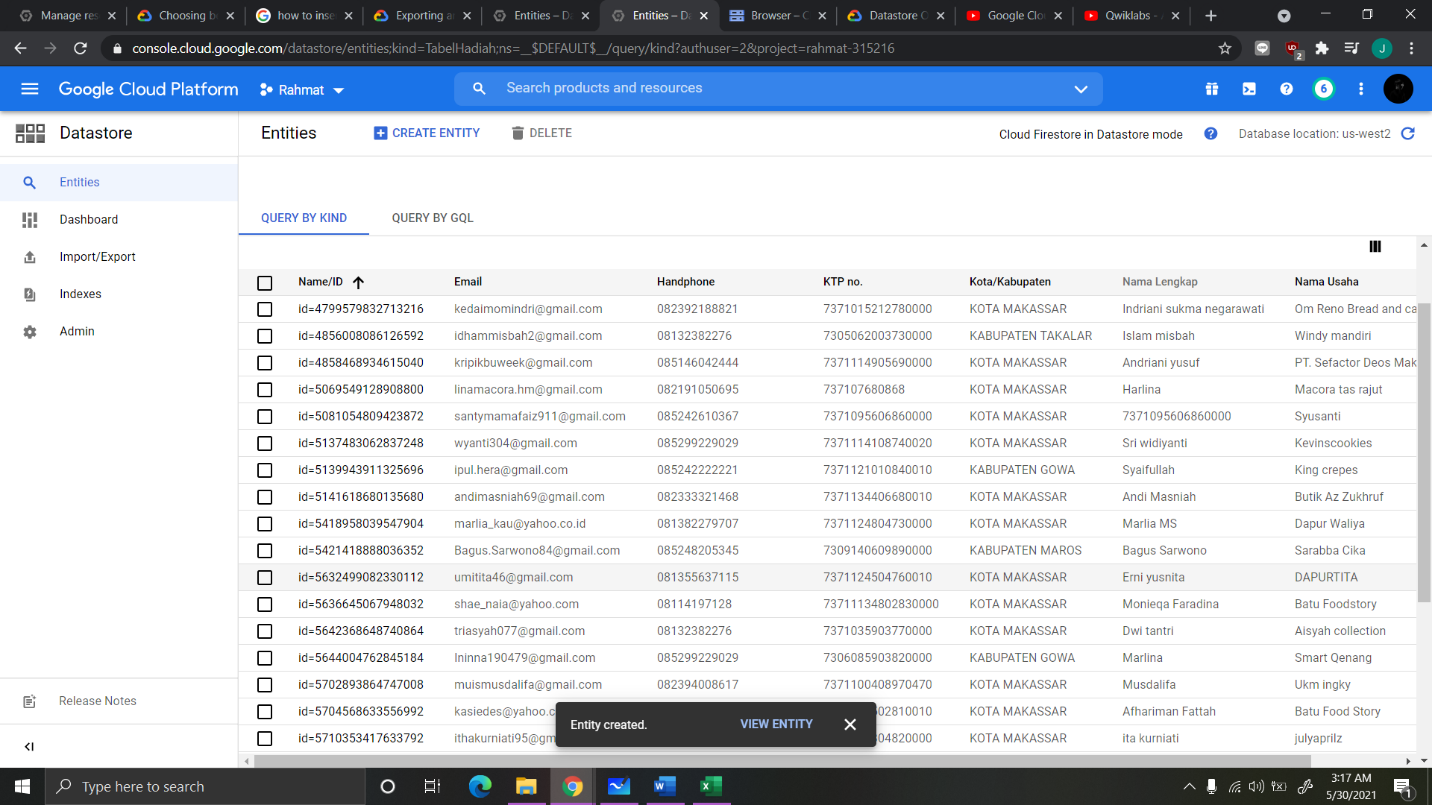 Manage res
Choosing b
how to inse
Exporting a
Entities – Da
Entities – Da
Browser – C
Datastore C
Google Clo
Qwiklabs -
console.cloud.google.com/datastore/entities;kind=TabelHadiah;ns=__$DEFAULT$__/query/kind?authuser=2&project=rahmat-315216
2
J
Google Cloud Platform
Rahmat
Search products and resources
6
Datastore
Entities
CREATE ENTITY
DELETE
Cloud Firestore in Datastore mode
Database location: us-west2
Entities
Dashboard
Import/Export
Indexes
Admin
Release Notes
QUERY BY KIND
QUERY BY GQL
Name/ID Email Handphone KTP no. Kota/Kabupaten Nama Lengkap Nama Usaha
id=4799579832713216 kedaimomindri@gmail.com 082392188821 7371015212780000 KOTA MAKASSAR Indriani sukma negarawati Om Reno Bread and ca
id=4856008086126592 idhammisbah2@gmail.com 08132382276 7305062003730000 KABUPATEN TAKALAR Islam misbah Windy mandiri
id=4858468934615040 kripikbuweek@gmail.com 085146042444 7371114905690000 KOTA MAKASSAR Andriani yusuf PT. Sefactor Deos Mak
id=5069549128908800 linamacora.hm@gmail.com 082191050695 737107680868 KOTA MAKASSAR Harlina Macora tas rajut
id=5081054809423872 santymamafaiz911@gmail.com 085242610367 7371095606860000 KOTA MAKASSAR 7371095606860000 Syusanti
id=5137483062837248 wyanti304@gmail.com 085299229029 7371114108740020 KOTA MAKASSAR Sri widiyanti Kevinscookies
id=5139943911325696 ipul.hera@gmail.com 085242222221 7371121010840010 KABUPATEN GOWA Syaifullah King crepes
id=5141618680135680 andimasniah69@gmail.com 082333321468 7371134406680010 KOTA MAKASSAR Andi Masniah Butik Az Zukhruf
id=5418958039547904 marlia_kau@yahoo.co.id 081382279707 7371124804730000 KOTA MAKASSAR Marlia MS Dapur Waliya
id=5421418888036352 Bagus.Sarwono84@gmail.com 085248205345 7309140609890000 KABUPATEN MAROS Bagus Sarwono Sarabba Cika
id=5632499082330112 umitita46@gmail.com 081355637115 7371124504760010 KOTA MAKASSAR Erni yusnita DAPURTITA
id=5636645067948032 shae_naia@yahoo.com 08114197128 73711134802830000 KOTA MAKASSAR Monieqa Faradina Batu Foodstory
id=5642368648740864 triasyah077@gmail.com 08132382276 7371035903770000 KOTA MAKASSAR Dwi tantri Aisyah collection
id=5644004762845184 Ininna190479@gmail.com 085299229029 7306085903820000 KABUPATEN GOWA Marlina Smart Qenang
id=5702893864747008 muismusdalifa@gmail.com 082394008617 7371100408970470 KOTA MAKASSAR Musdalifa Ukm ingky
id=5704568633556992 kasiedes@yahoo.c 502810010 KOTA MAKASSAR Afhariman Fattah Batu Food Story
id=5710353417633792 ithakurniati95@gm 304820000 KOTA MAKASSAR ita kurniati julyaprilz
Entity created. VIEW ENTITY
Type here to search
3:17 AM
5/30/2021
1